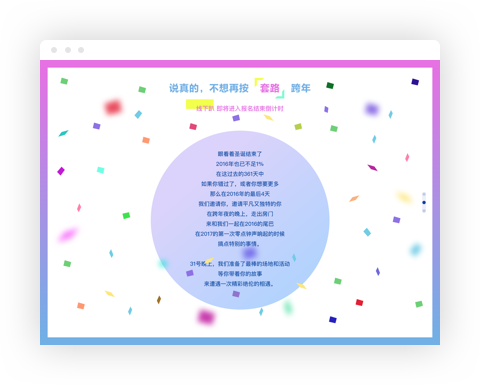 说真的，不想再按 套路 跨年
线下趴 即将进入报名结束倒计时
眼看着圣诞结束了
2016年也已不足1%
在这过去的361天中
如果你错过了，或者你想要更多
那么在2016年的最后4天
我们邀请你，邀请平凡又独特的你
在跨年夜的晚上，走出房门
来和我们一起在2016的尾巴
在2017的第一次零点钟声响起的时候
搞点特别的事情。
31号晚上，我们准备了最棒的场地和活动
等你带着你的故事
来遭遇一次精彩绝伦的相遇。